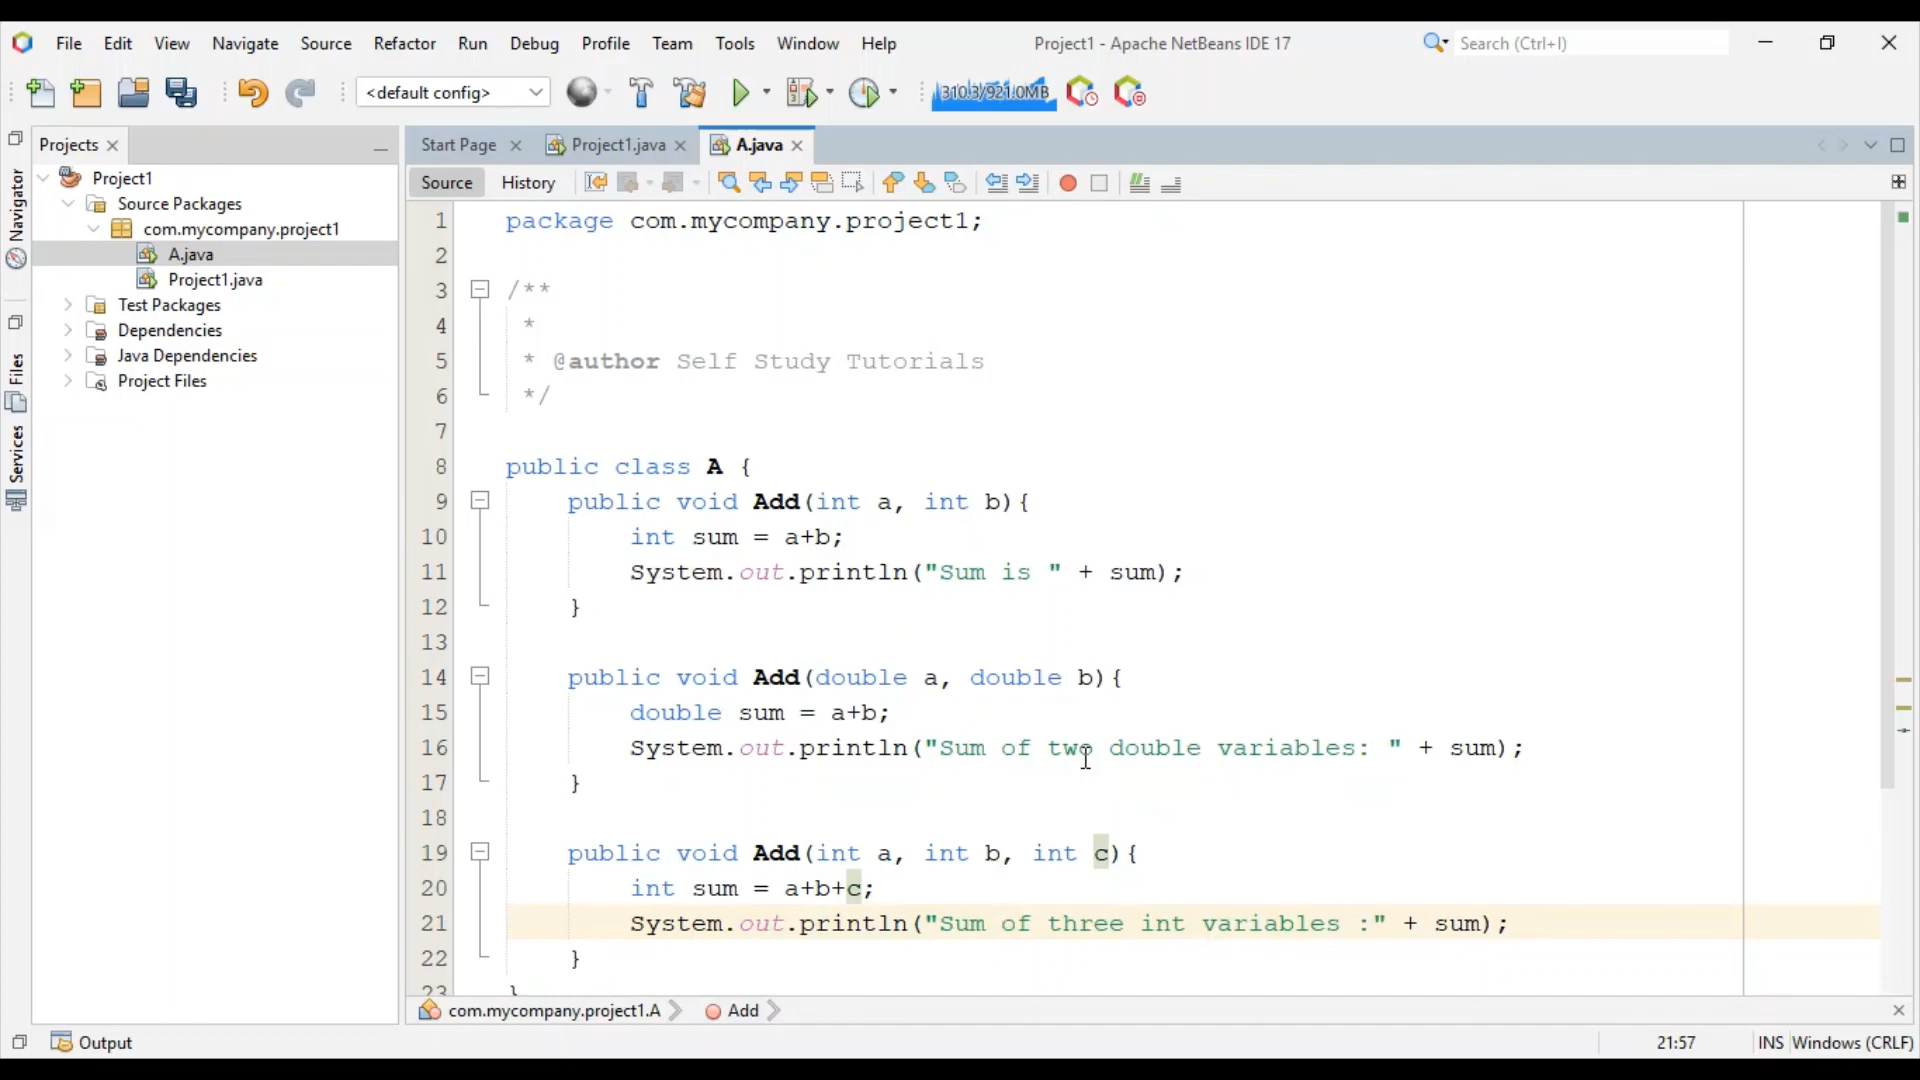 File Edit View Navigate Source Refactor Run Debug Profile Team Tools Window Help
Project1 - Apache NetBeans IDE 17
Search (Ctrl+I)
<default config>
310.3/921.0MB
Projects
Start Page
Project1.java
A.java
Source
History
Navigator
Files
Services
Project1
Source Packages
com.mycompany.project1
A.java
Project1.java
Test Packages
Dependencies
Java Dependencies
Project Files
1 package com.mycompany.project1;
2
3 /**
4 *
5 * @author Self Study Tutorials
6 */
7
8 public class A {
9 public void Add(int a, int b){
10 int sum = a+b;
11 System.out.println("Sum is " + sum);
12 }
13
14 public void Add(double a, double b){
15 double sum = a+b;
16 System.out.println("Sum of two double variables: " + sum);
17 }
18
19 public void Add(int a, int b, int c){
20 int sum = a+b+c;
21 System.out.println("Sum of three int variables :" + sum);
22 }
23 }
com.mycompany.project1.A
Add
Output
21:57
INS
Windows (CRLF)